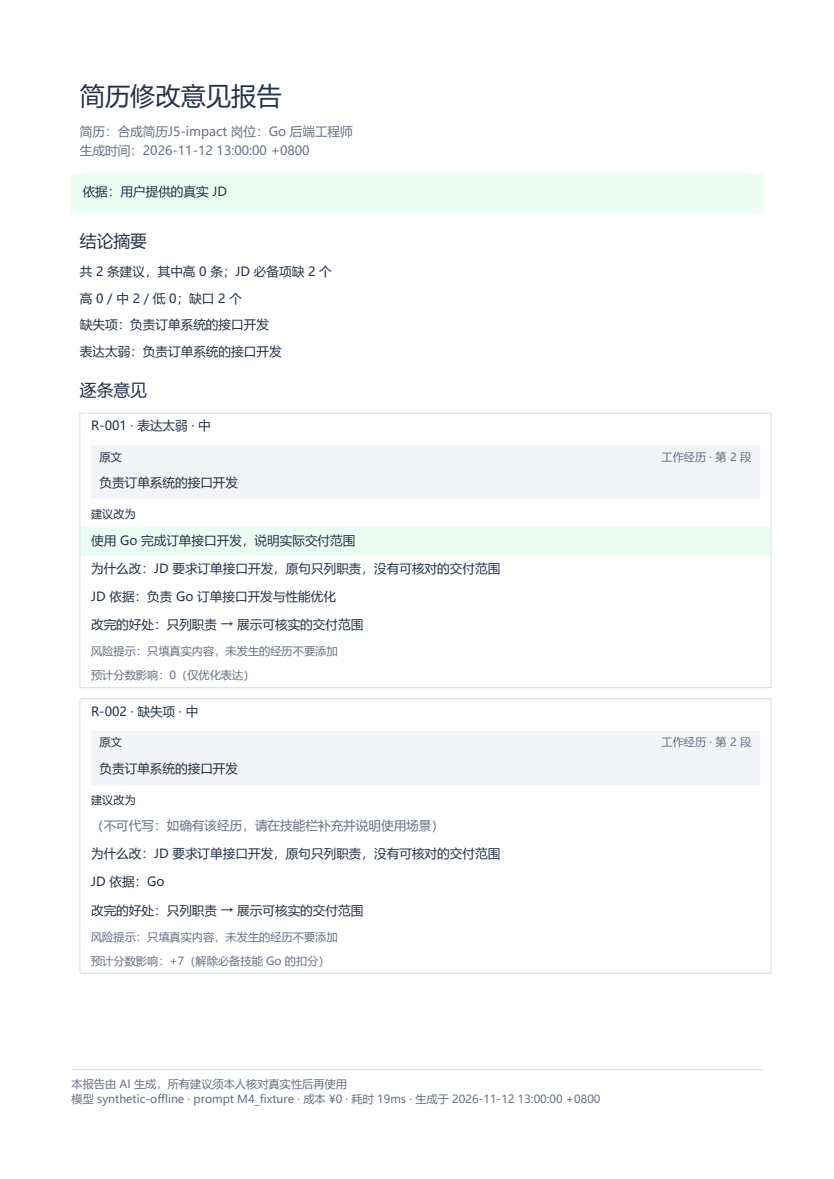 简历修改意见报告
简历：合成简历J5-impact 岗位：Go 后端工程师
生成时间：2026-11-12 13:00:00 +0800
依据：用户提供的真实 JD
结论摘要
共 2 条建议，其中高 0 条；JD 必备项缺 2 个
高 0 / 中 2 / 低 0；缺口 2 个
缺失项：负责订单系统的接口开发
表达太弱：负责订单系统的接口开发
逐条意见
R-001 · 表达太弱 · 中
原文 工作经历 · 第 2 段
负责订单系统的接口开发
建议改为
使用 Go 完成订单接口开发，说明实际交付范围
为什么改：JD 要求订单接口开发，原句只列职责，没有可核对的交付范围
JD 依据：负责 Go 订单接口开发与性能优化
改完的好处：只列职责 → 展示可核实的交付范围
风险提示：只填真实内容，未发生的经历不要添加
预计分数影响：0（仅优化表达）
R-002 · 缺失项 · 中
原文 工作经历 · 第 2 段
负责订单系统的接口开发
建议改为
（不可代写：如确有该经历，请在技能栏补充并说明使用场景）
为什么改：JD 要求订单接口开发，原句只列职责，没有可核对的交付范围
JD 依据：Go
改完的好处：只列职责 → 展示可核实的交付范围
风险提示：只填真实内容，未发生的经历不要添加
预计分数影响：+7（解除必备技能 Go 的扣分）
本报告由 AI 生成，所有建议须本人核对真实性后再使用
模型 synthetic-offline · prompt M4_fixture · 成本 ¥0 · 耗时 19ms · 生成于 2026-11-12 13:00:00 +0800